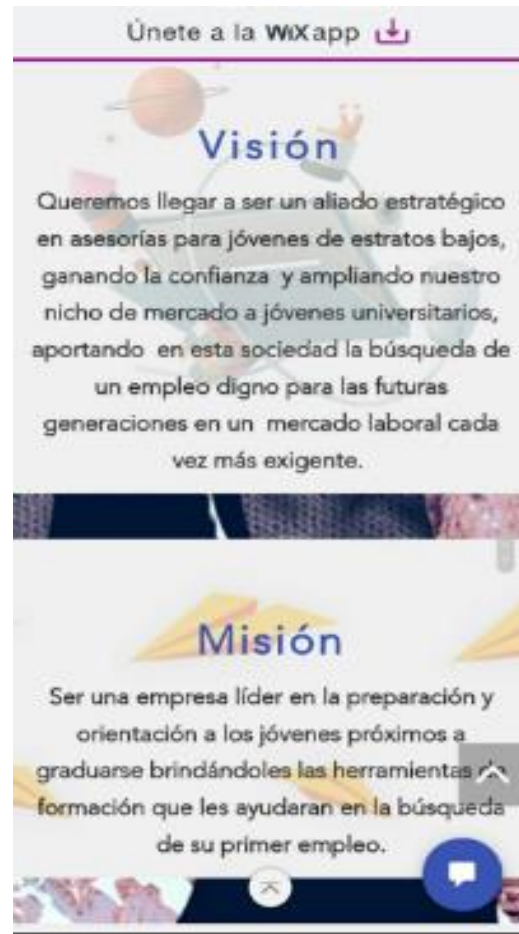 Únete a la WiX app
Visión
Queremos llegar a ser un aliado estratégico
en asesorías para jóvenes de estratos bajos,
ganando la confianza y ampliando nuestro
nicho de mercado a jóvenes universitarios,
aportando en esta sociedad la búsqueda de
un empleo digno para las futuras
generaciones en un mercado laboral cada
vez más exigente.
Misión
Ser una empresa líder en la preparación y
orientación a los jóvenes próximos a
graduarse brindándoles las herramientas de
formación que les ayudaran en la búsqueda
de su primer empleo.